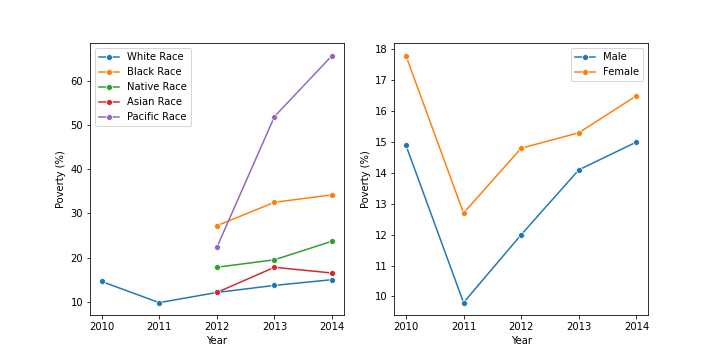 White Race
Black Race
Native Race
Asian Race
Pacific Race
Poverty (%)
60
50
40
30
20
10
2010 2011 2012 2013 2014
Year
Male
Female
Poverty (%)
18
17
16
15
14
13
12
11
10
2010 2011 2012 2013 2014
Year